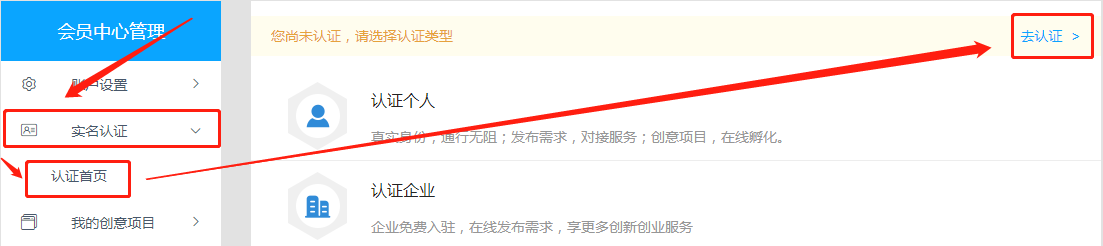 会员中心管理
账户设置
实名认证
认证首页
我的创意项目
您尚未认证，请选择认证类型
去认证 >
认证个人
真实身份，通行无阻；发布需求，对接服务；创意项目，在线孵化。
认证企业
企业免费入驻，在线发布需求，享更多创新创业服务